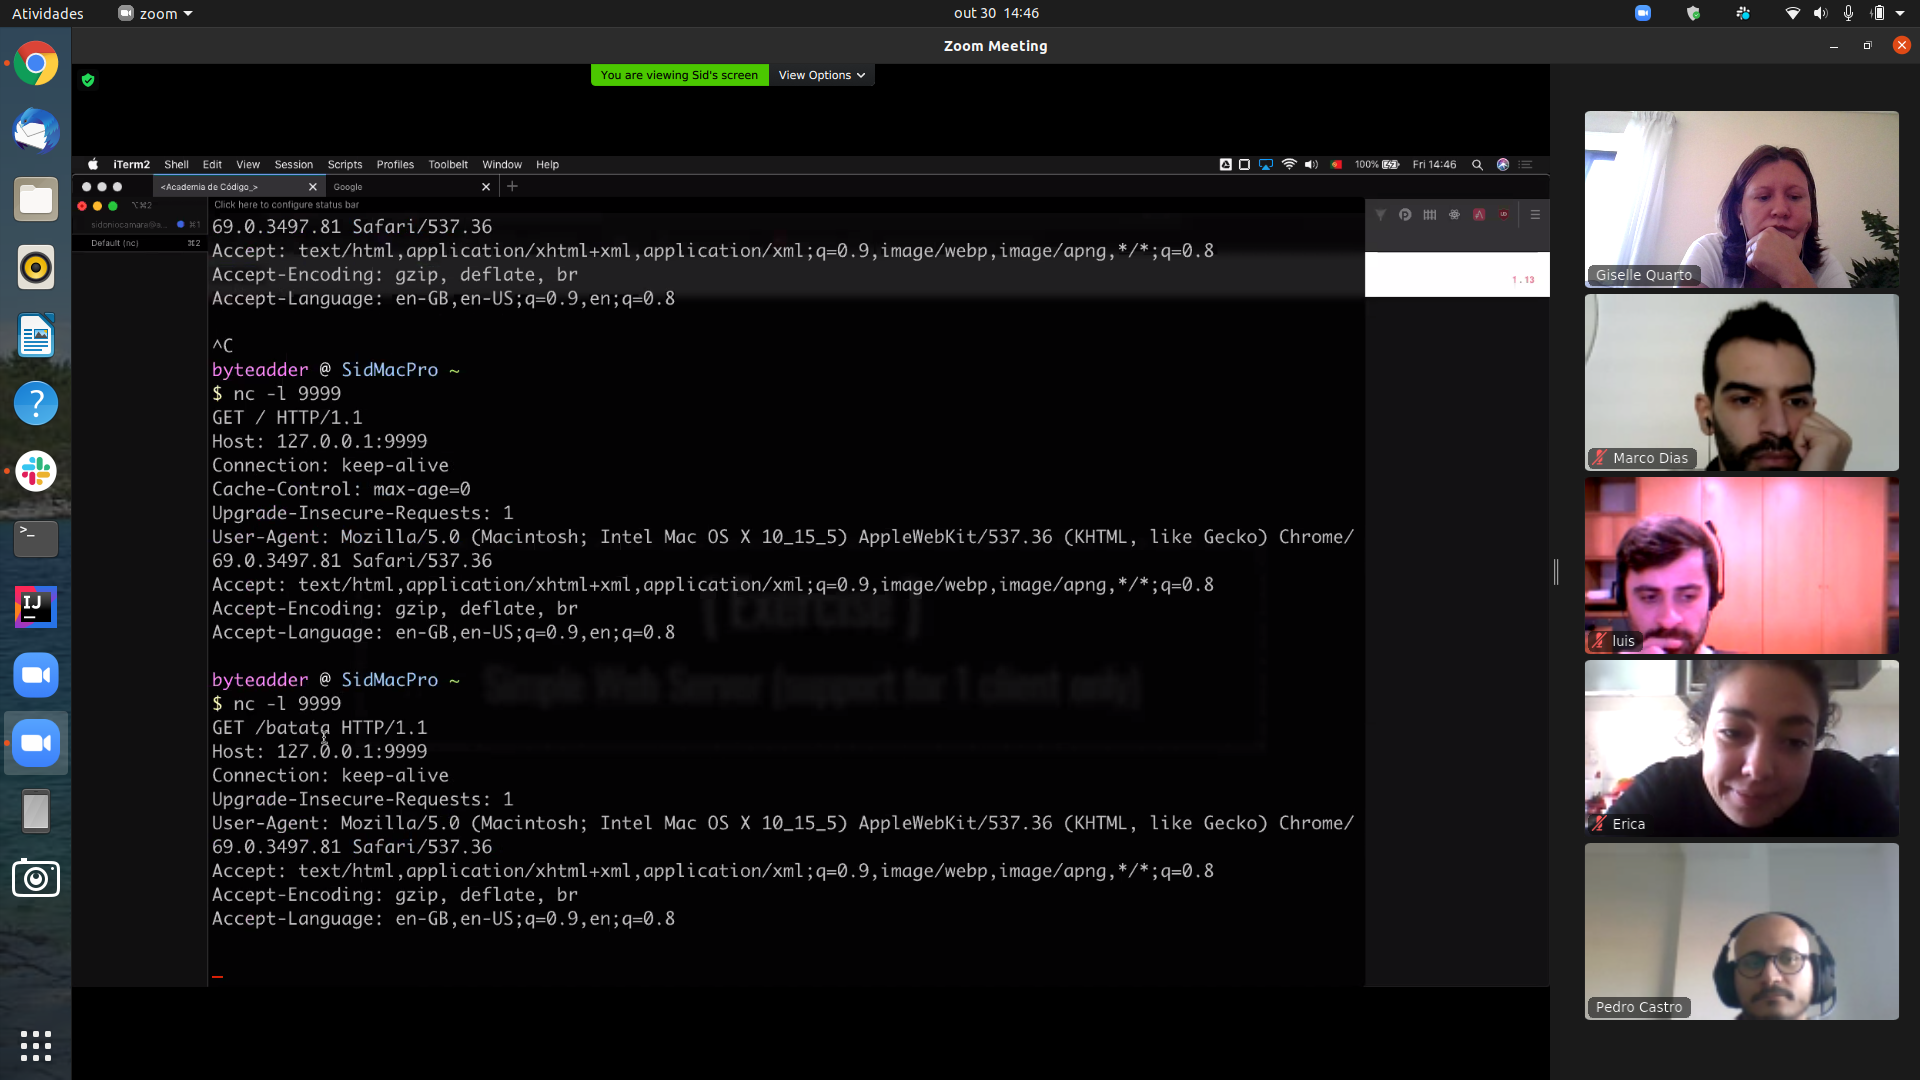 Atividades
zoom
out 30 14:46
Zoom Meeting
You are viewing Sid's screen
View Options
iTerm2 Shell Edit View Session Scripts Profiles Toolbelt Window Help
100%
Fri 14:46
<Academia de Código_>
Google
Click here to configure status bar
⌥⌘2
⌘1
Default (nc)
⌘2
69.0.3497.81 Safari/537.36
Accept: text/html,application/xhtml+xml,application/xml;q=0.9,image/webp,image/apng,*/*;q=0.8
Accept-Encoding: gzip, deflate, br
Accept-Language: en-GB,en-US;q=0.9,en;q=0.8
^C
byteadder @ SidMacPro ~
$ nc -l 9999
GET / HTTP/1.1
Host: 127.0.0.1:9999
Connection: keep-alive
Cache-Control: max-age=0
Upgrade-Insecure-Requests: 1
User-Agent: Mozilla/5.0 (Macintosh; Intel Mac OS X 10_15_5) AppleWebKit/537.36 (KHTML, like Gecko) Chrome/
69.0.3497.81 Safari/537.36
Accept: text/html,application/xhtml+xml,application/xml;q=0.9,image/webp,image/apng,*/*;q=0.8
Accept-Encoding: gzip, deflate, br
Accept-Language: en-GB,en-US;q=0.9,en;q=0.8
byteadder @ SidMacPro ~
$ nc -l 9999
GET /batata HTTP/1.1
Host: 127.0.0.1:9999
Connection: keep-alive
Upgrade-Insecure-Requests: 1
User-Agent: Mozilla/5.0 (Macintosh; Intel Mac OS X 10_15_5) AppleWebKit/537.36 (KHTML, like Gecko) Chrome/
69.0.3497.81 Safari/537.36
Accept: text/html,application/xhtml+xml,application/xml;q=0.9,image/webp,image/apng,*/*;q=0.8
Accept-Encoding: gzip, deflate, br
Accept-Language: en-GB,en-US;q=0.9,en;q=0.8
{ Exercise }
Simple Web Server (support for 1 client only)
1.13
Giselle Quarto
Marco Dias
luis
Erica
Pedro Castro
IJ